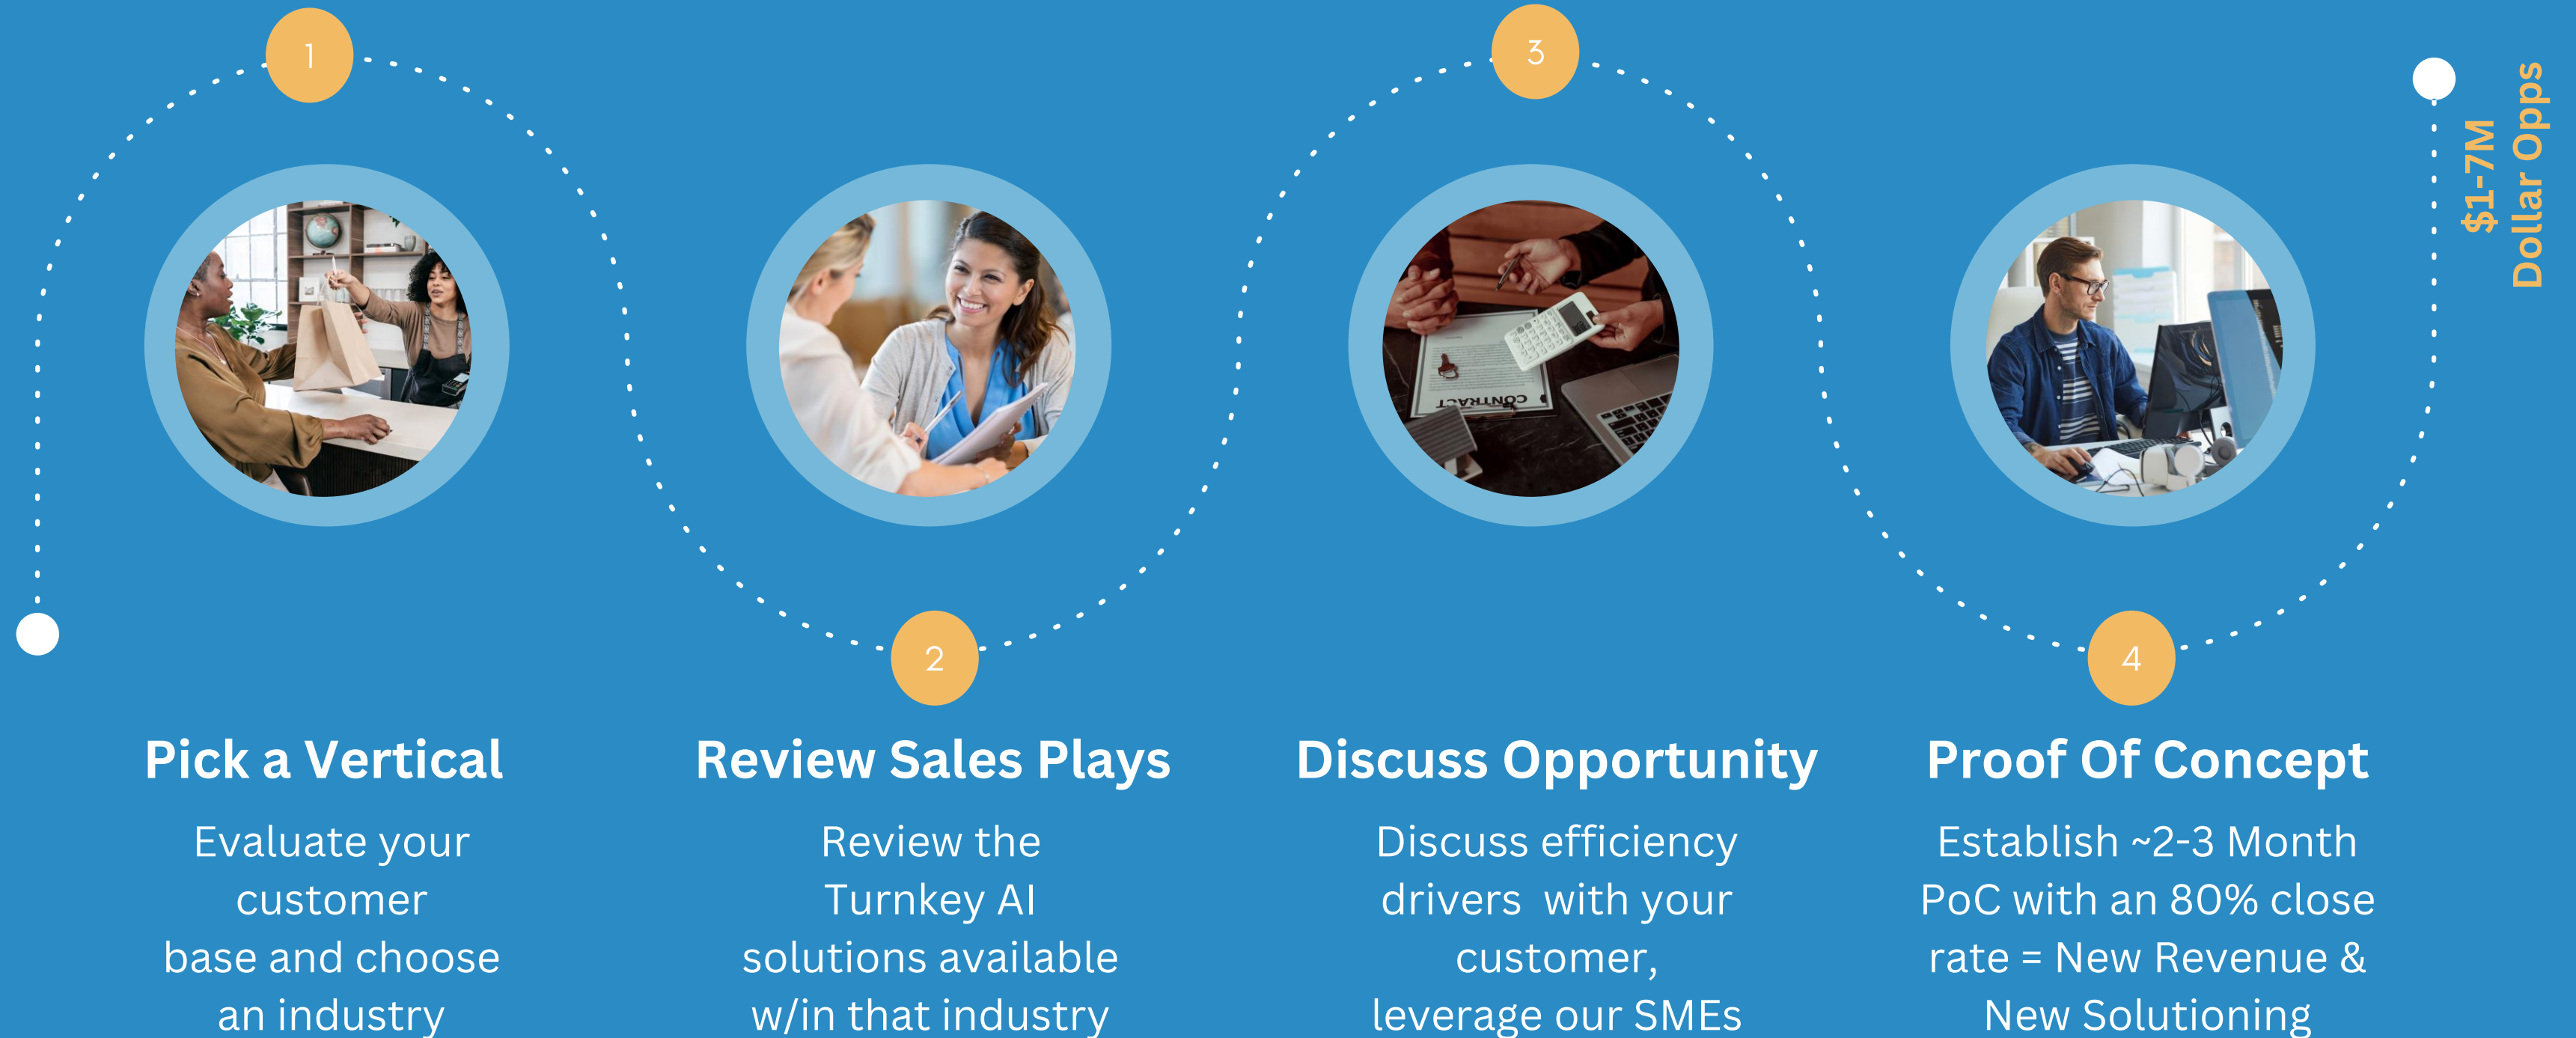 1
3
$1-7M
Dollar Opps
CONTRACT
2
4
Pick a Vertical
Evaluate your
customer
base and choose
an industry
Review Sales Plays
Review the
Turnkey AI
solutions available
w/in that industry
Discuss Opportunity
Discuss efficiency
drivers  with your
customer,
leverage our SMEs
Proof Of Concept
Establish ~2-3 Month
PoC with an 80% close
rate = New Revenue &
New Solutioning